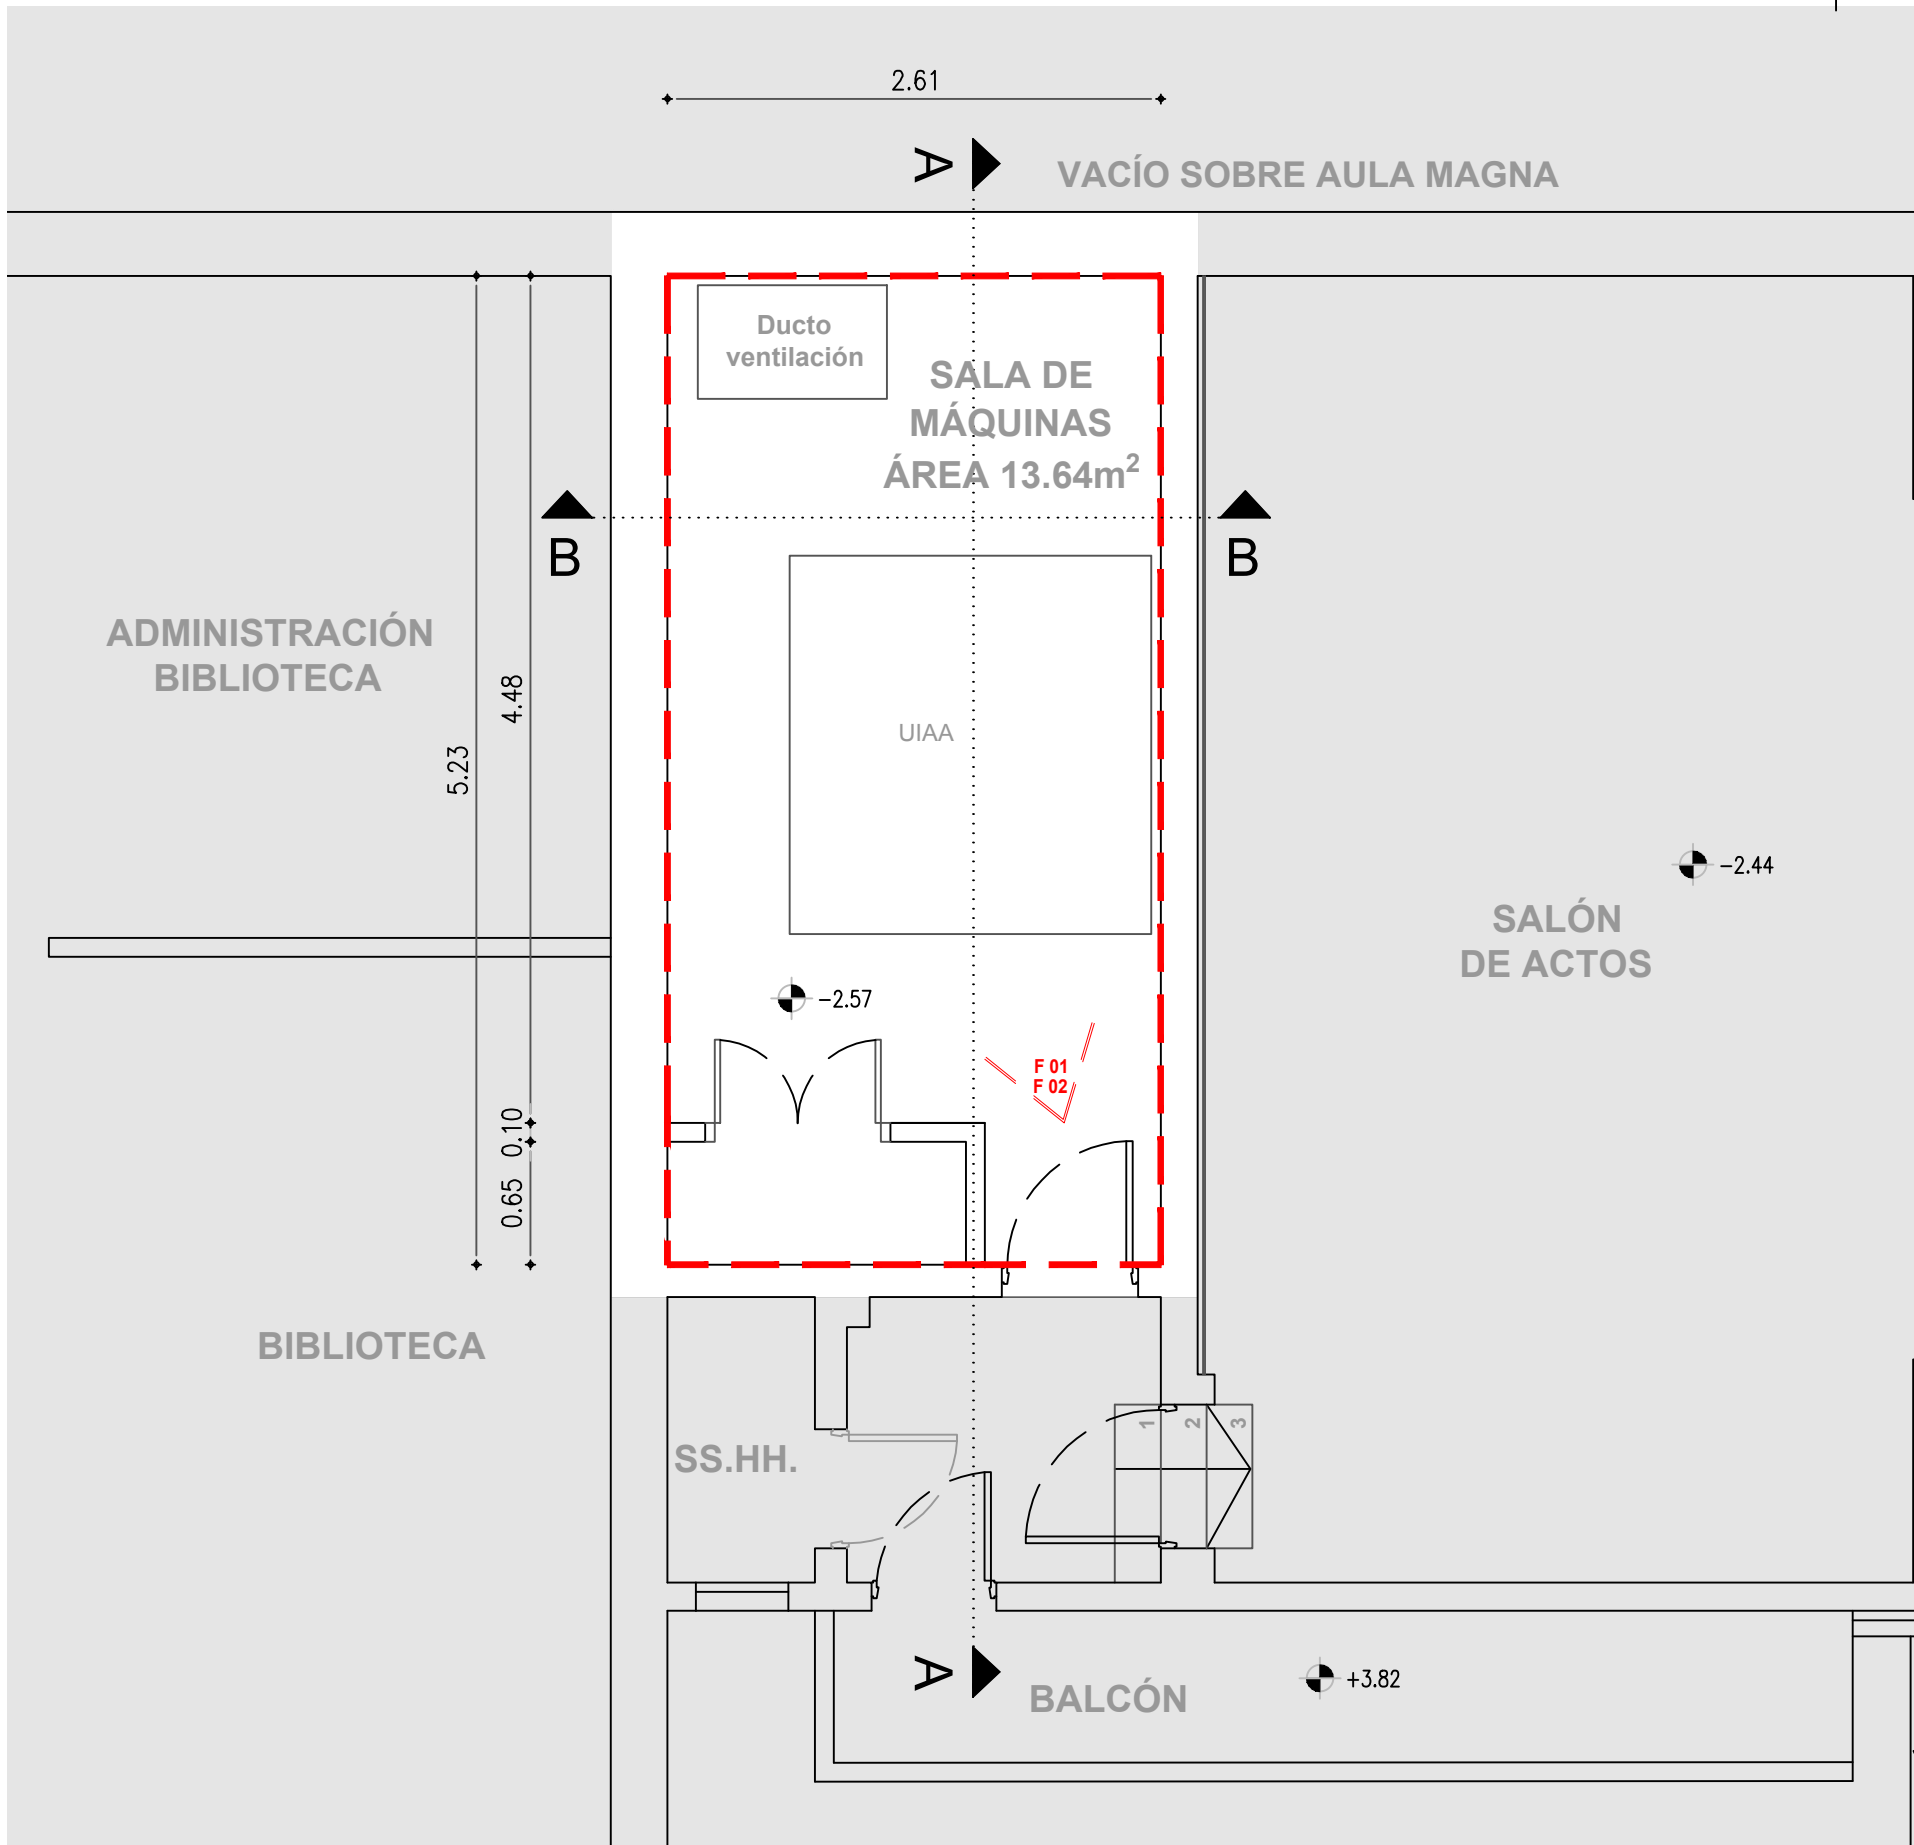 2.61
A
VACÍO SOBRE AULA MAGNA
Ducto
ventilación
SALA DE
MÁQUINAS
ÁREA 13.64m²
B
B
ADMINISTRACIÓN
BIBLIOTECA
4.48
5.23
UIAA
-2.44
SALÓN
DE ACTOS
-2.57
F 01
F 02
0.10
0.65
BIBLIOTECA
1
2
3
SS.HH.
A
BALCÓN
+3.82